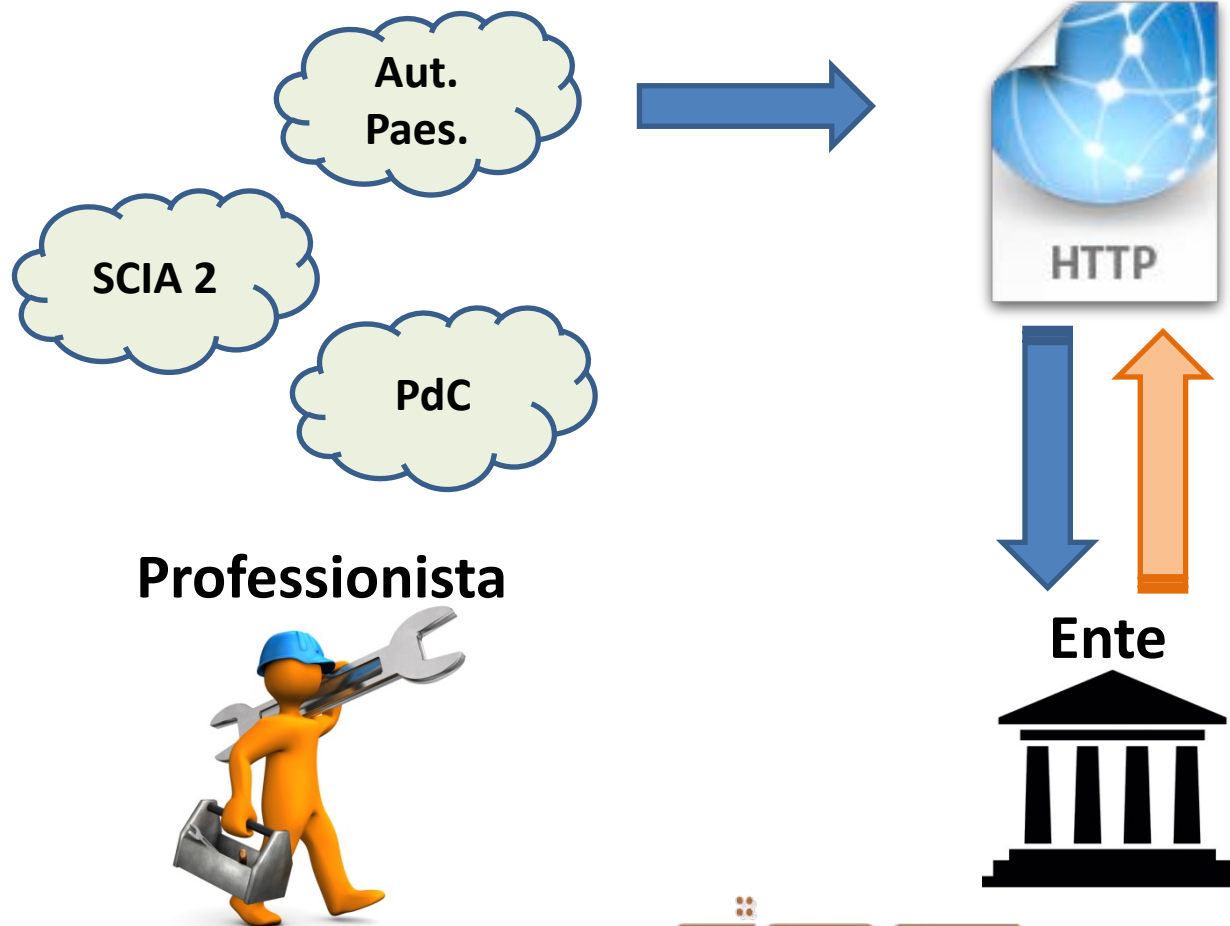 Aut.
Paes.
HTTP
SCIA 2
PdC
Professionista
Ente